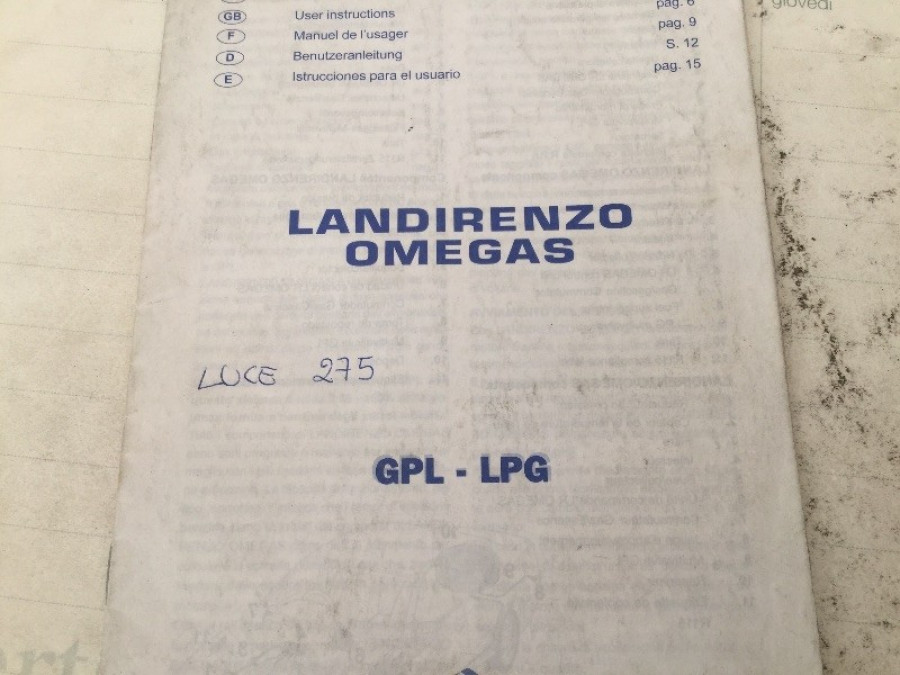 GB User instructions pag. 6
F Manuel de l'usager pag. 9
D Benutzeranleitung S. 12
E Istrucciones para el usuario pag. 15
giovedì
LANDIRENZO
OMEGAS
LUCE 275
GPL - LPG